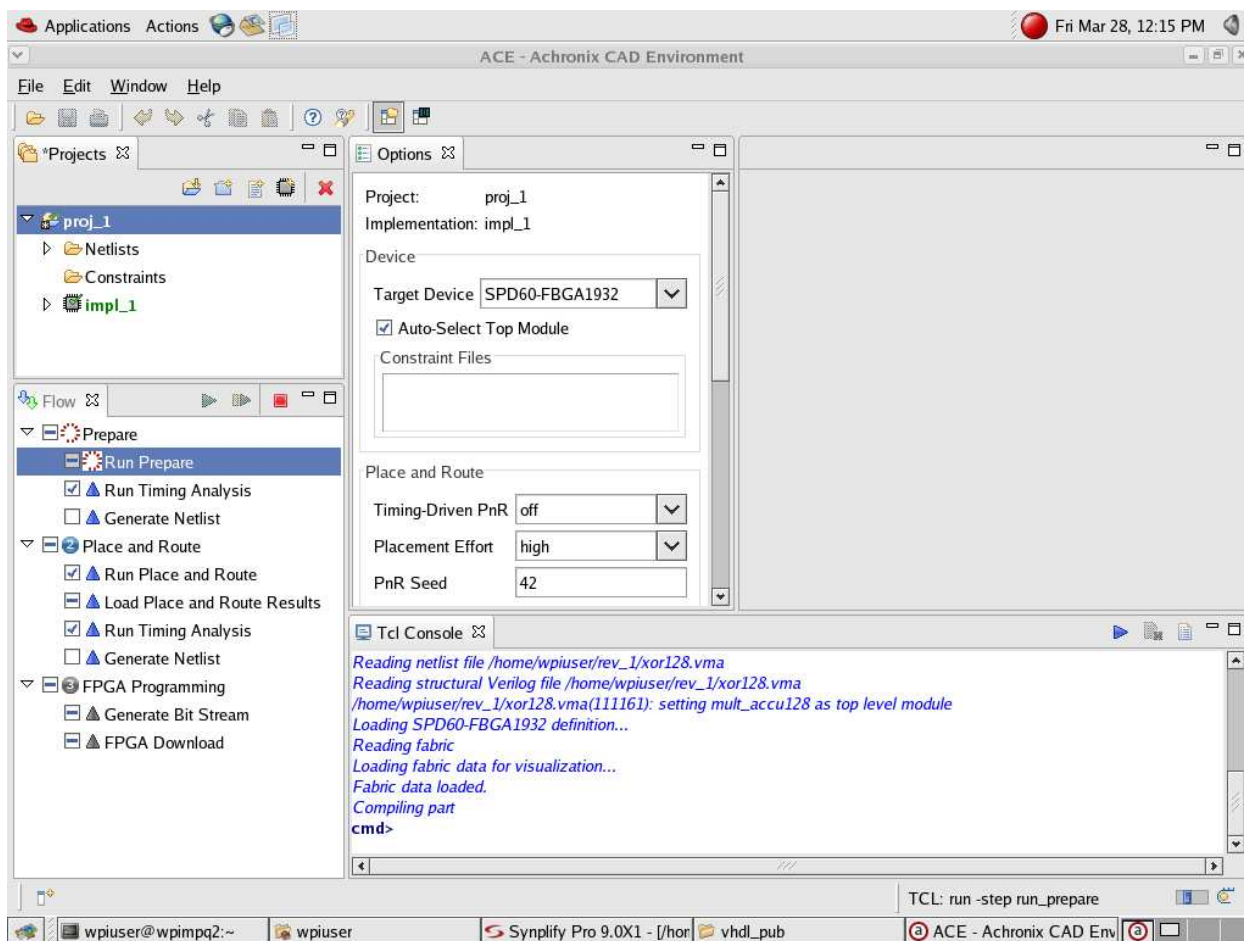 Applications Actions Fri Mar 28, 12:15 PM
ACE - Achronix CAD Environment
File Edit Window Help
*Projects
proj_1
Netlists
Constraints
impl_1
Flow
Prepare
Run Prepare
Run Timing Analysis
Generate Netlist
2 Place and Route
Run Place and Route
Load Place and Route Results
Run Timing Analysis
Generate Netlist
3 FPGA Programming
Generate Bit Stream
FPGA Download
Options
Project: proj_1
Implementation: impl_1
Device
Target Device SPD60-FBGA1932
Auto-Select Top Module
Constraint Files
Place and Route
Timing-Driven PnR off
Placement Effort high
PnR Seed 42
Tcl Console
Reading netlist file /home/wpiuser/rev_1/xor128.vma
Reading structural Verilog file /home/wpiuser/rev_1/xor128.vma
/home/wpiuser/rev_1/xor128.vma(111161): setting mult_accu128 as top level module
Loading SPD60-FBGA1932 definition...
Reading fabric
Loading fabric data for visualization...
Fabric data loaded.
Compiling part
cmd>
TCL: run -step run_prepare
wpiuser@wpimpq2:~ wpiuser Synplify Pro 9.0X1 - [/hor vhdl_pub ACE - Achronix CAD Env